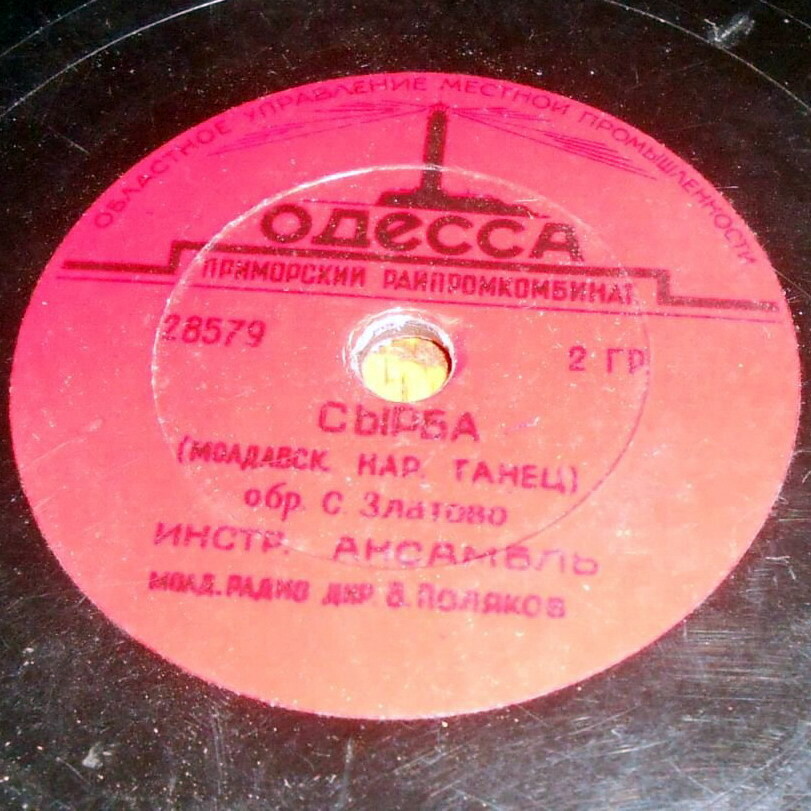 ОБЛАСТНОЕ УПРАВЛЕНИЕ МЕСТНОЙ ПРОМЫШЛЕННОСТИ
ОДЕССА
ПРИМОРСКИЙ РАЙПРОМКОМБИНАТ
28579
2 ГР
СЫРБА
(МОЛДАВСК. НАР. ТАНЕЦ)
обр. С. Златово
ИНСТР. АНСАМБЛЬ
МОЛД. РАДИО ДИР. В. ПОЛЯКОВ